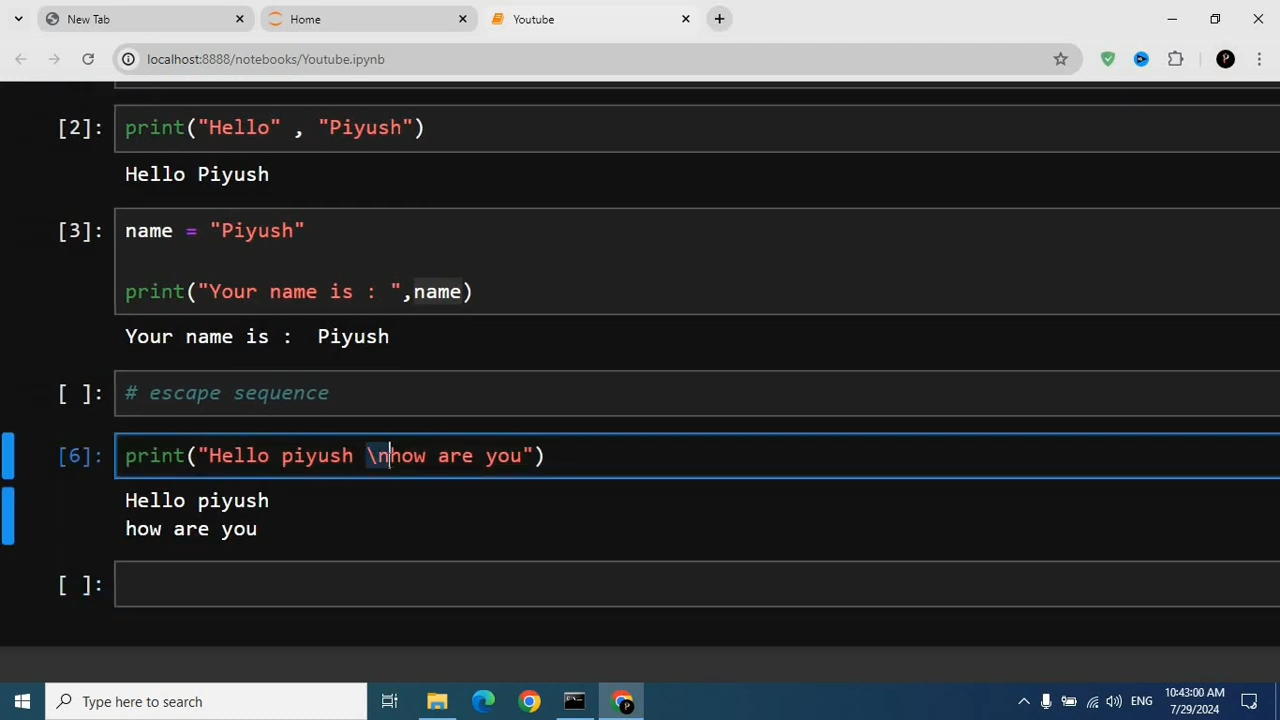 New Tab
Home
Youtube
localhost:8888/notebooks/Youtube.ipynb
[2]: print("Hello" , "Piyush")
Hello Piyush
[3]: name = "Piyush"
print("Your name is : ",name)
Your name is :  Piyush
[ ]: # escape sequence
[6]: print("Hello piyush \nhow are you")
Hello piyush
how are you
[ ]:
Type here to search
ENG
10:43:00 AM
7/29/2024